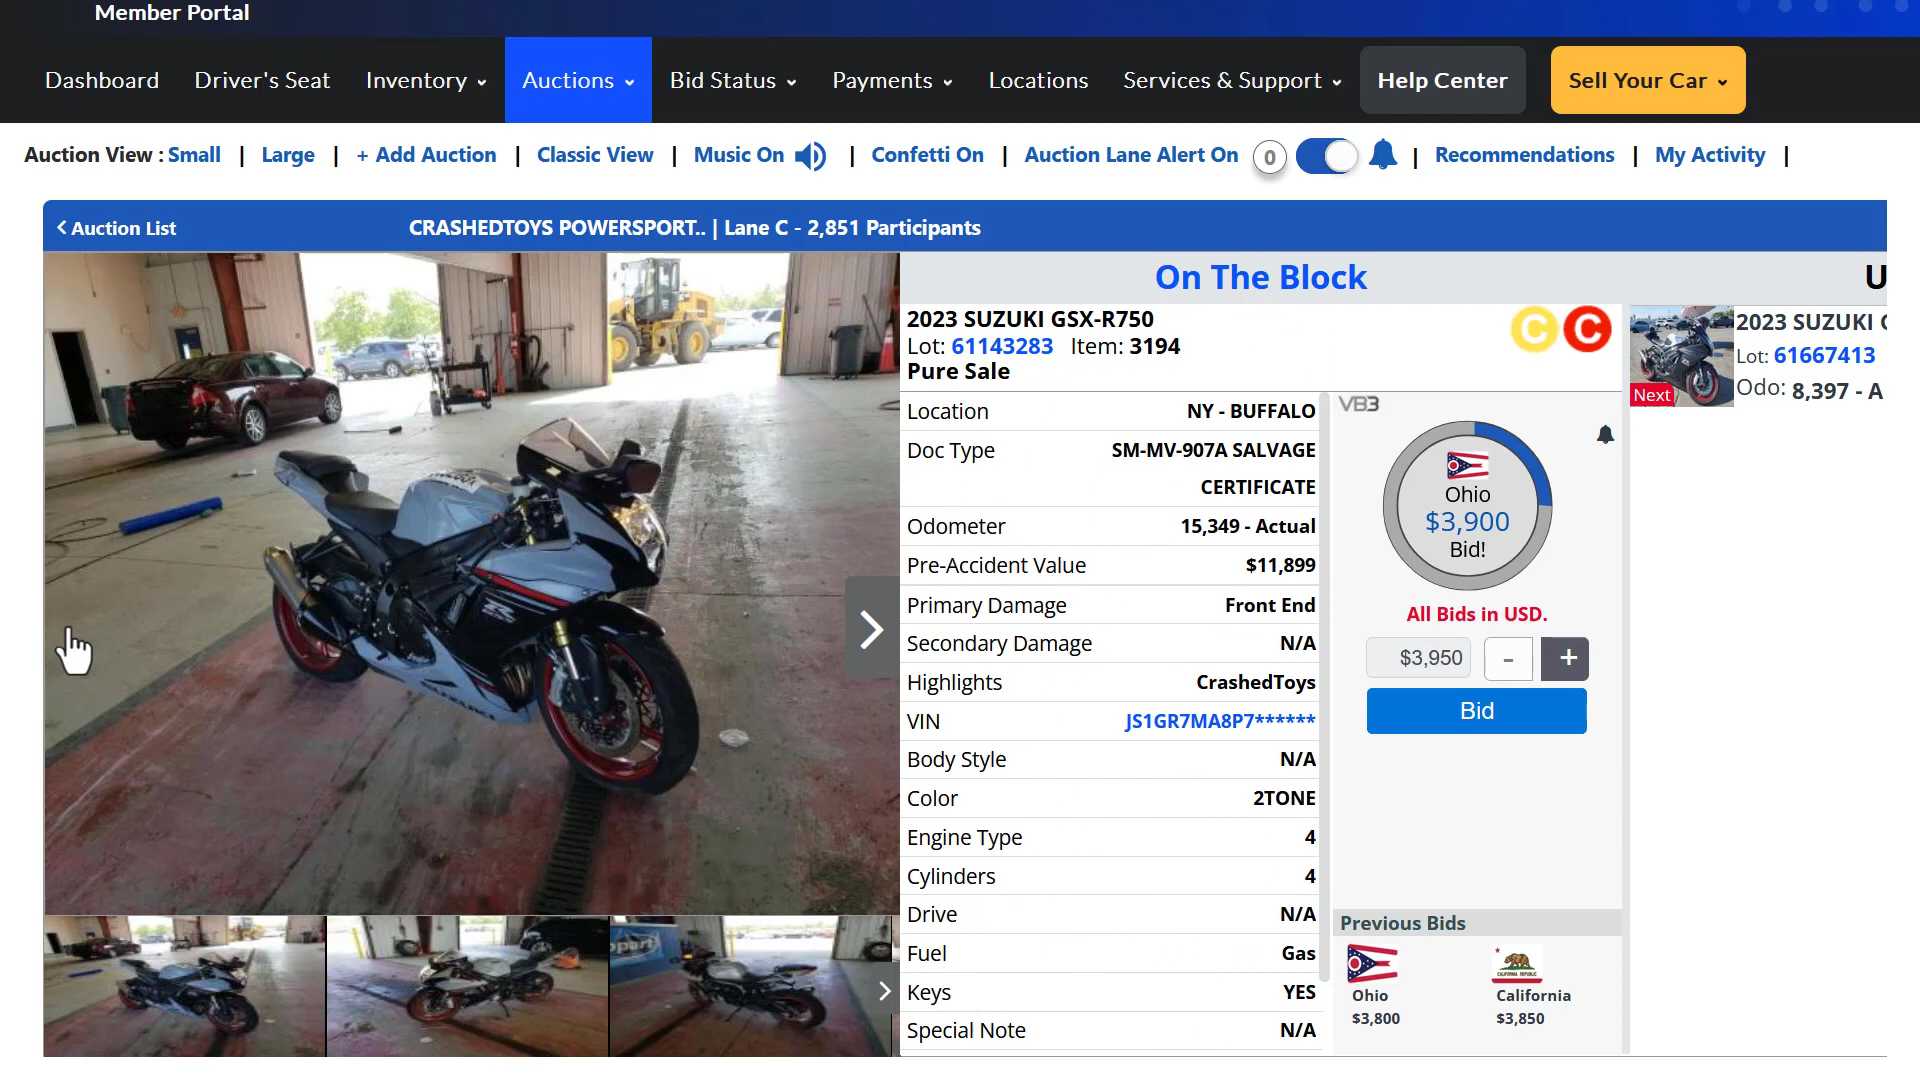 Member Portal
Dashboard Driver's Seat Inventory Auctions Bid Status Payments Locations Services & Support Help Center Sell Your Car
Auction View : Small | Large | + Add Auction | Classic View | Music On | Confetti On | Auction Lane Alert On 0 | Recommendations | My Activity |
< Auction List
CRASHEDTOYS POWERSPORT.. | Lane C - 2,851 Participants
On The Block
U
2023 SUZUKI GSX-R750
Lot: 61143283 Item: 3194
Pure Sale
C C
Location NY - BUFFALO
Doc Type SM-MV-907A SALVAGE
CERTIFICATE
Odometer 15,349 - Actual
Pre-Accident Value $11,899
Primary Damage Front End
Secondary Damage N/A
Highlights CrashedToys
VIN JS1GR7MA8P7******
Body Style N/A
Color 2TONE
Engine Type 4
Cylinders 4
Drive N/A
Fuel Gas
Keys YES
Special Note N/A
VB3
Ohio
$3,900
Bid!
All Bids in USD.
$3,950 - +
Bid
Previous Bids
Ohio
$3,800
CALIFORNIA REPUBLIC
California
$3,850
Next
2023 SUZUKI
Lot: 61667413
Odo: 8,397 - A
R
SUZUKI
opart